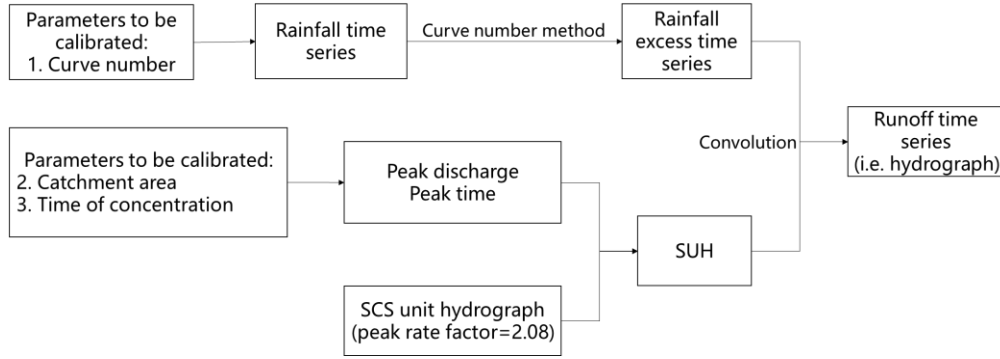 Parameters to be
calibrated:
1. Curve number
Rainfall time
series
Curve number method
Rainfall
excess time
series
Convolution
Runoff time
series
(i.e. hydrograph)
Parameters to be calibrated:
2. Catchment area
3. Time of concentration
Peak discharge
Peak time
SUH
SCS unit hydrograph
(peak rate factor=2.08)